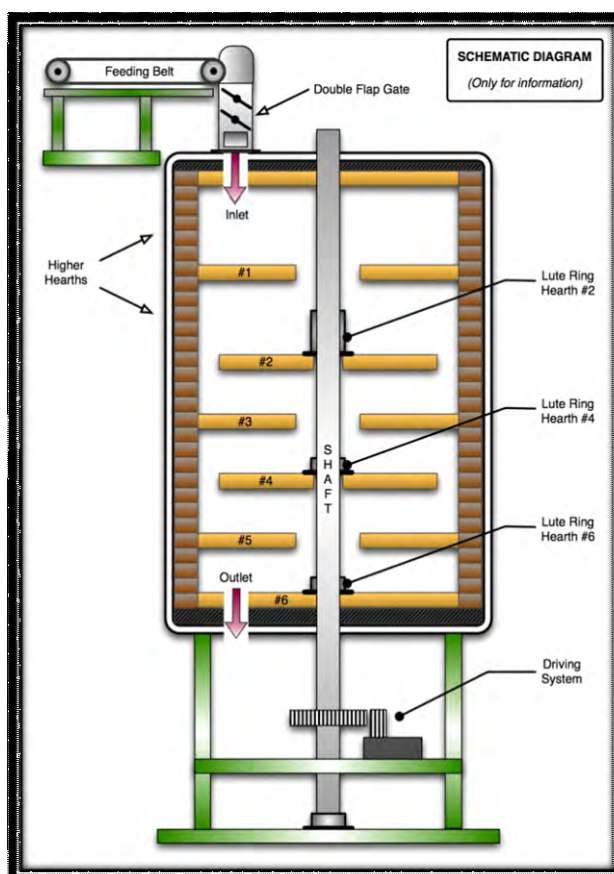 SCHEMATIC DIAGRAM
(Only for information)
Feeding Belt
Double Flap Gate
Inlet
Higher
Hearths
#1
Lute Ring
Hearth #2
#2
#3
Lute Ring
Hearth #4
SHAFT
#4
#5
Lute Ring
Hearth #6
Outlet
#6
Driving
System